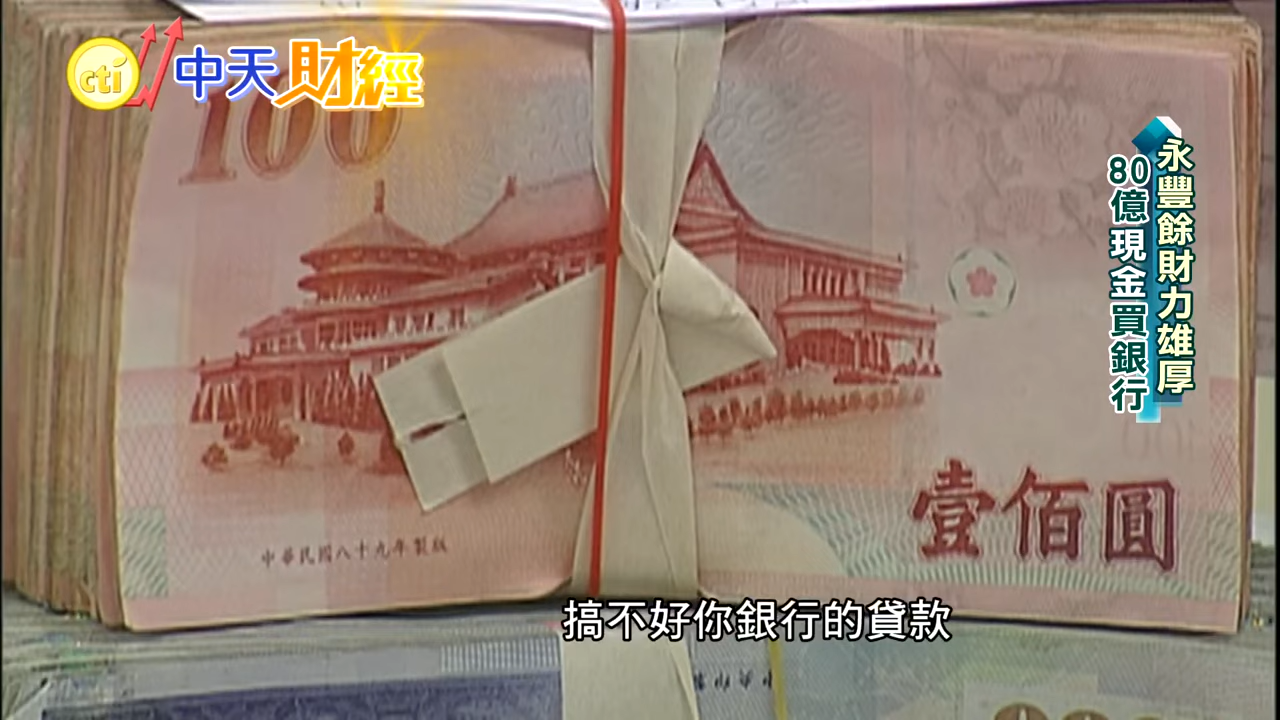 cti
中天財經
100
永豐餘財力雄厚
80億現金買銀行
壹佰圓
中華民國八十九年製版
搞不好你銀行的貸款